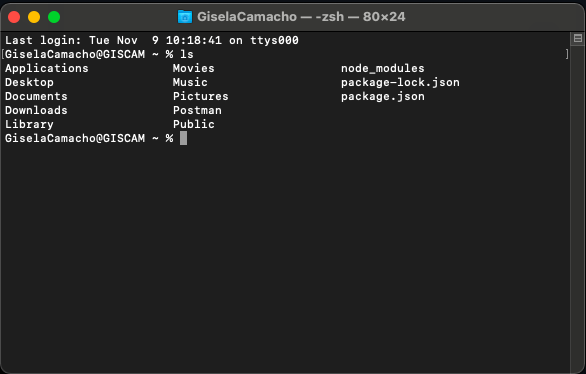 GiselaCamacho — -zsh — 80×24
Last login: Tue Nov  9 10:18:41 on ttys000
[GiselaCamacho@GISCAM ~ % ls ]
Applications            Movies                  node_modules
Desktop                 Music                   package-lock.json
Documents               Pictures                package.json
Downloads               Postman
Library                 Public
GiselaCamacho@GISCAM ~ %